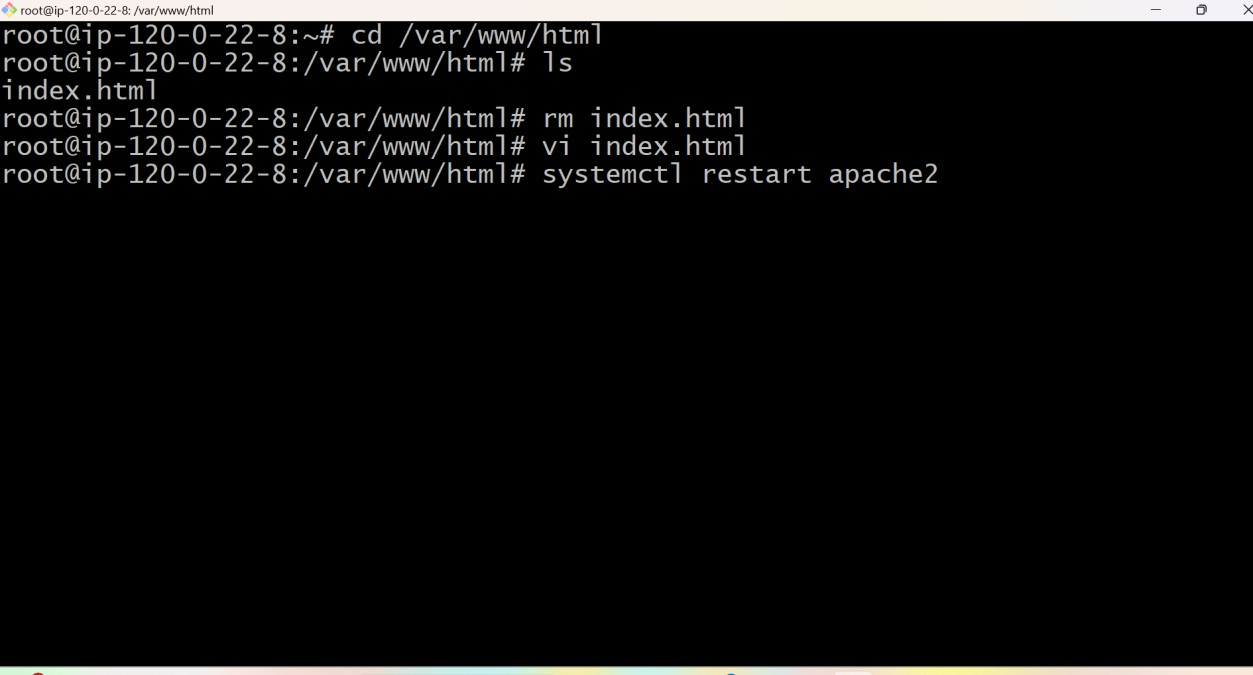 root@ip-120-0-22-8: /var/www/html
root@ip-120-0-22-8:~# cd /var/www/html
root@ip-120-0-22-8:/var/www/html# ls
index.html
root@ip-120-0-22-8:/var/www/html# rm index.html
root@ip-120-0-22-8:/var/www/html# vi index.html
root@ip-120-0-22-8:/var/www/html# systemctl restart apache2